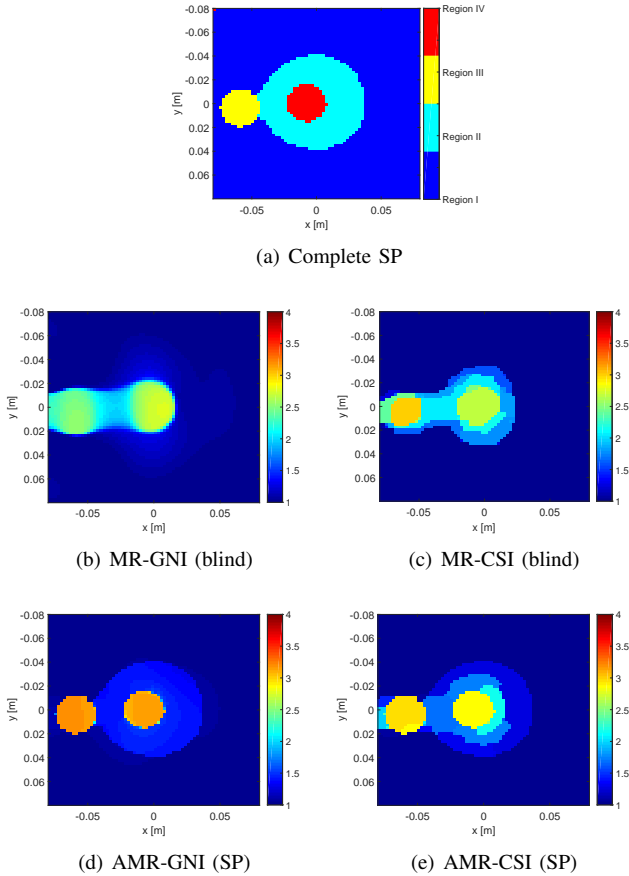 -0.08
-0.06
-0.04
-0.02
0
0.02
0.04
0.06
y [m]
-0.05 0 0.05
x [m]
Region IV
Region III
Region II
Region I
(a) Complete SP
-0.08
-0.06
-0.04
-0.02
0
0.02
0.04
0.06
y [m]
-0.05 0 0.05
x [m]
4
3.5
3
2.5
2
1.5
1
(b) MR-GNI (blind)
-0.08
-0.06
-0.04
-0.02
0
0.02
0.04
0.06
y [m]
-0.05 0 0.05
x [m]
4
3.5
3
2.5
2
1.5
1
(c) MR-CSI (blind)
-0.08
-0.06
-0.04
-0.02
0
0.02
0.04
0.06
y [m]
-0.05 0 0.05
x [m]
4
3.5
3
2.5
2
1.5
1
(d) AMR-GNI (SP)
-0.08
-0.06
-0.04
-0.02
0
0.02
0.04
0.06
y [m]
-0.05 0 0.05
x [m]
4
3.5
3
2.5
2
1.5
1
(e) AMR-CSI (SP)